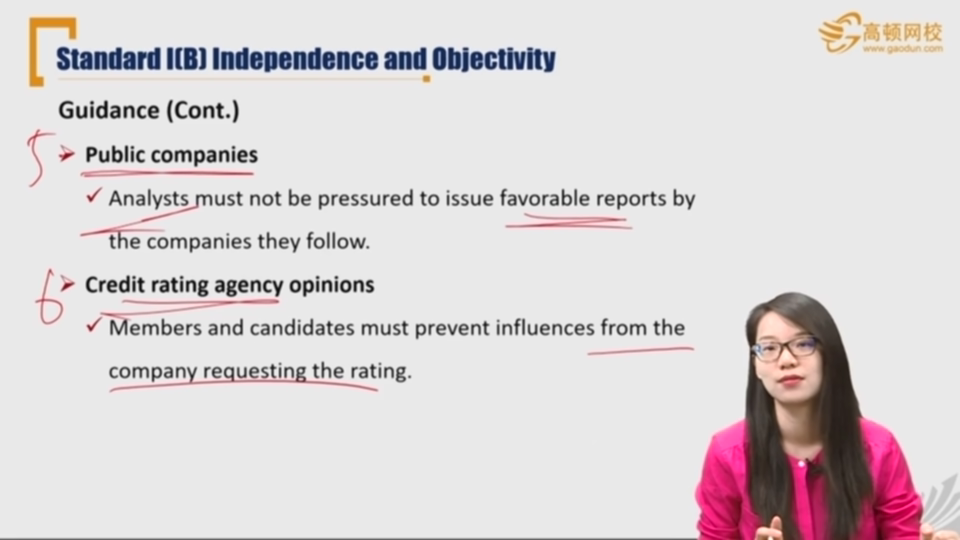 高顿网校
www.gaodun.com
Standard I(B) Independence and Objectivity
Guidance (Cont.)
5 ➢ Public companies
✓ Analysts must not be pressured to issue favorable reports by
the companies they follow.
6 ➢ Credit rating agency opinions
✓ Members and candidates must prevent influences from the
company requesting the rating.